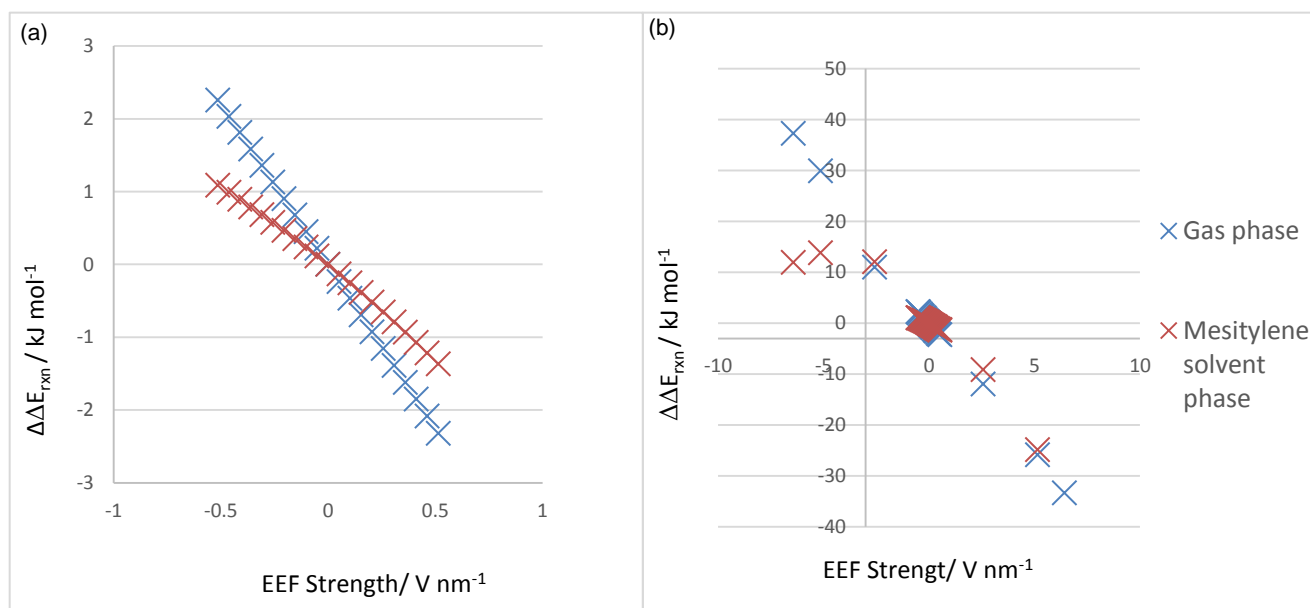 (a)
3
2
1
0
-1
-2
-3
-1
-0.5
0
0.5
1
ΔΔE_rxn / kJ mol⁻¹
EEF Strength/ V nm⁻¹
(b)
50
40
30
20
10
0
-10
-20
-30
-40
-10
-5
0
5
10
ΔΔE_rxn / kJ mol⁻¹
EEF Strengt/ V nm⁻¹
Gas phase
Mesitylene
solvent
phase